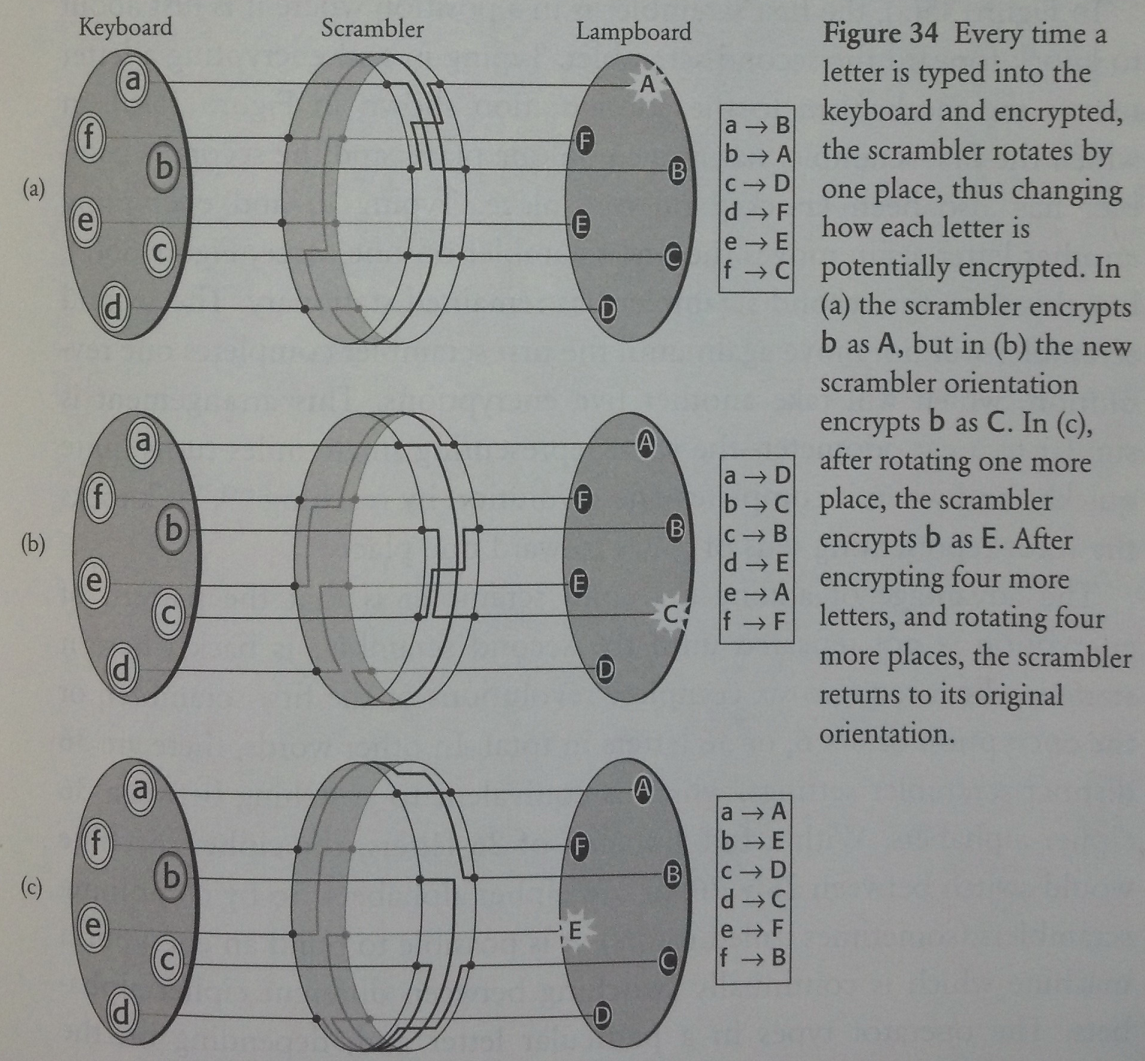 Keyboard
Scrambler
Lampboard
(a)
a
f
b
e
c
d
A
F
B
E
C
D
a → B
b → A
c → D
d → F
e → E
f → C
(b)
a
f
b
e
c
d
A
F
B
E
C
D
a → D
b → C
c → B
d → E
e → A
f → F
(c)
a
f
b
e
c
d
A
F
B
E
C
D
a → A
b → E
c → D
d → C
e → F
f → B
Figure 34 Every time a
letter is typed into the
keyboard and encrypted,
the scrambler rotates by
one place, thus changing
how each letter is
potentially encrypted. In
(a) the scrambler encrypts
b as A, but in (b) the new
scrambler orientation
encrypts b as C. In (c),
after rotating one more
place, the scrambler
encrypts b as E. After
encrypting four more
letters, and rotating four
more places, the scrambler
returns to its original
orientation.